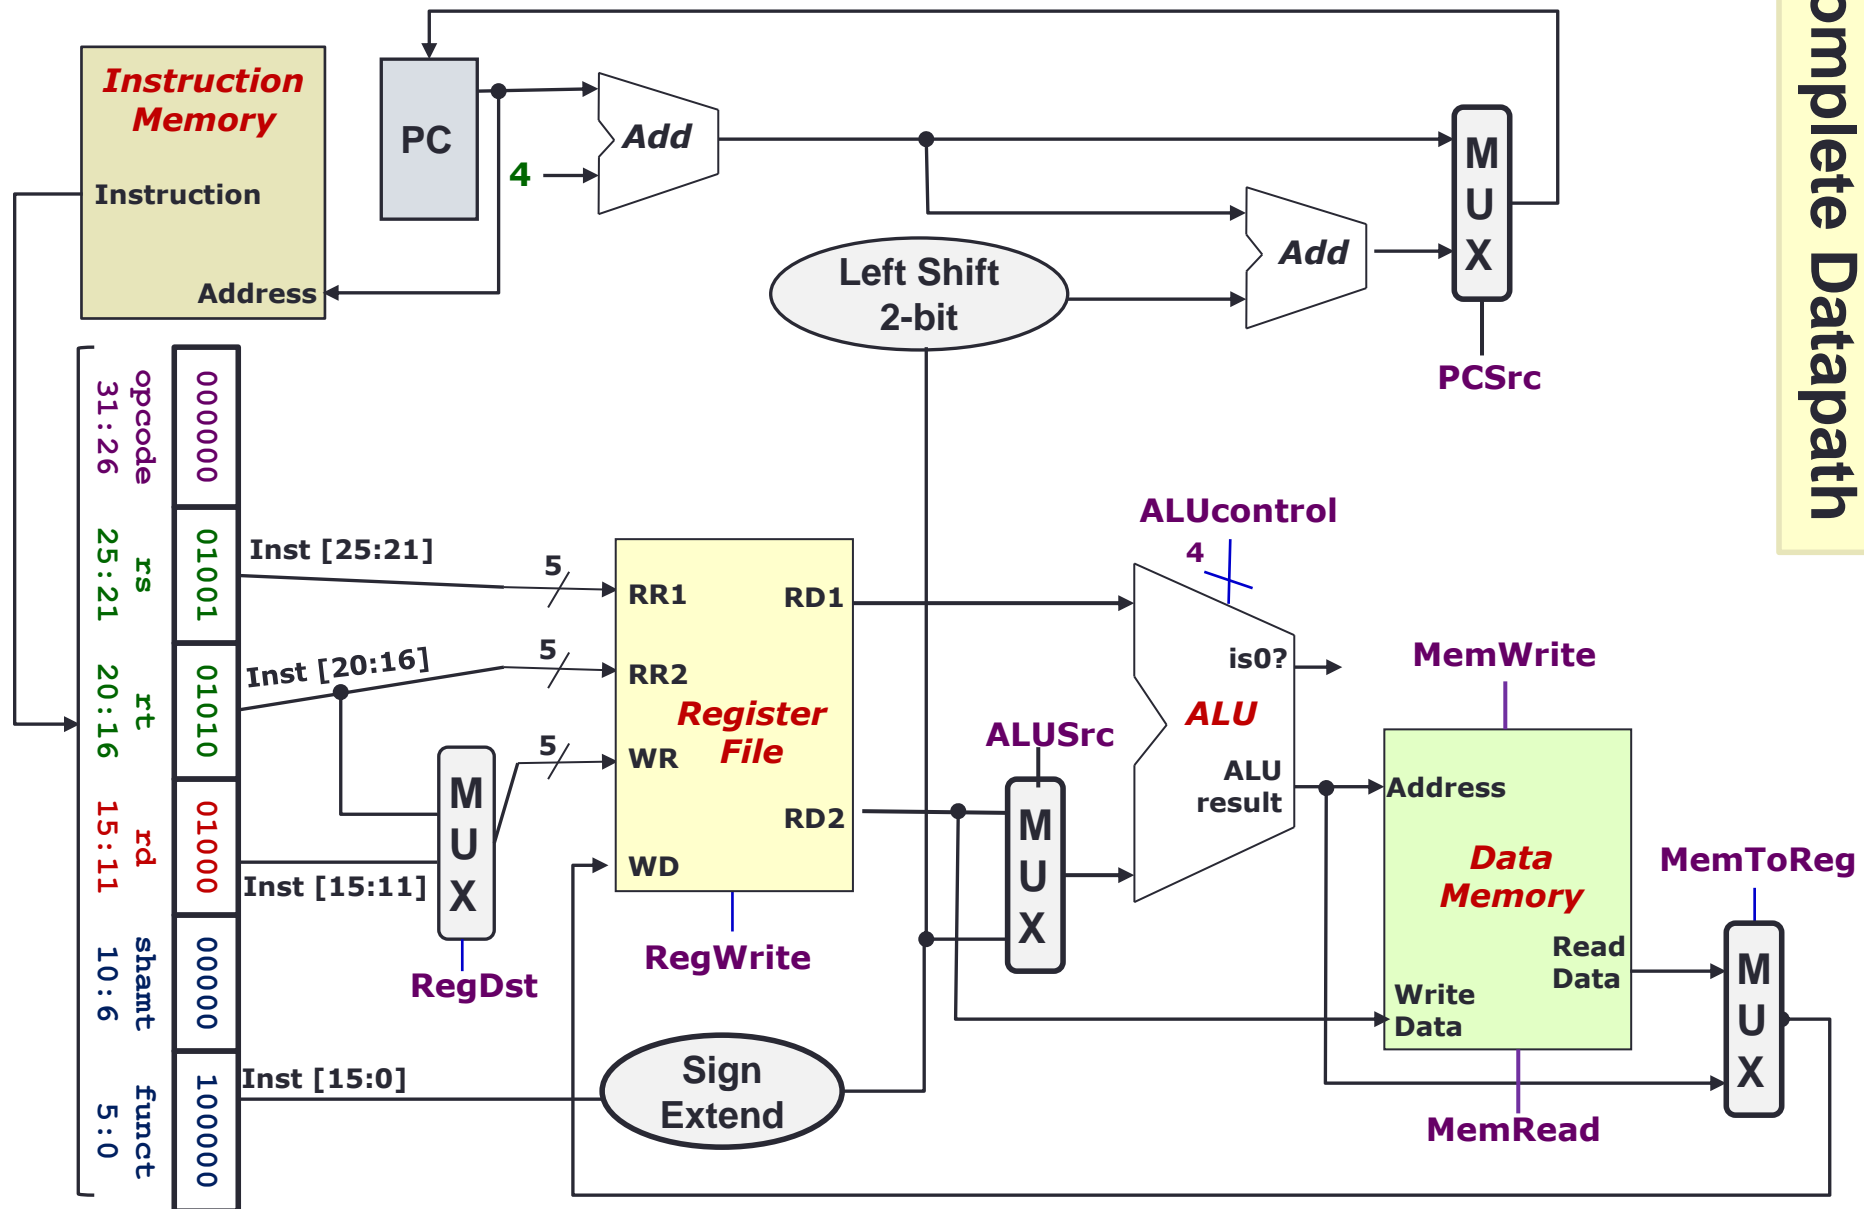 omplete Datapath
Instruction
Memory
Instruction
Address
PC
4
Add
Left Shift
2-bit
Add
M
U
X
PCSrc
opcode
31:26
000000
rs
25:21
01001
rt
20:16
01010
rd
15:11
01000
shamt
10:6
00000
funct
5:0
100000
Inst [25:21]
5
Inst [20:16]
5
5
Inst [15:11]
M
U
X
RegDst
Inst [15:0]
Sign
Extend
RR1
RD1
RR2
Register
File
WR
RD2
WD
RegWrite
ALUSrc
M
U
X
ALUcontrol
4
is0?
ALU
ALU
result
MemWrite
Address
Data
Memory
Read
Data
Write
Data
MemRead
MemToReg
M
U
X